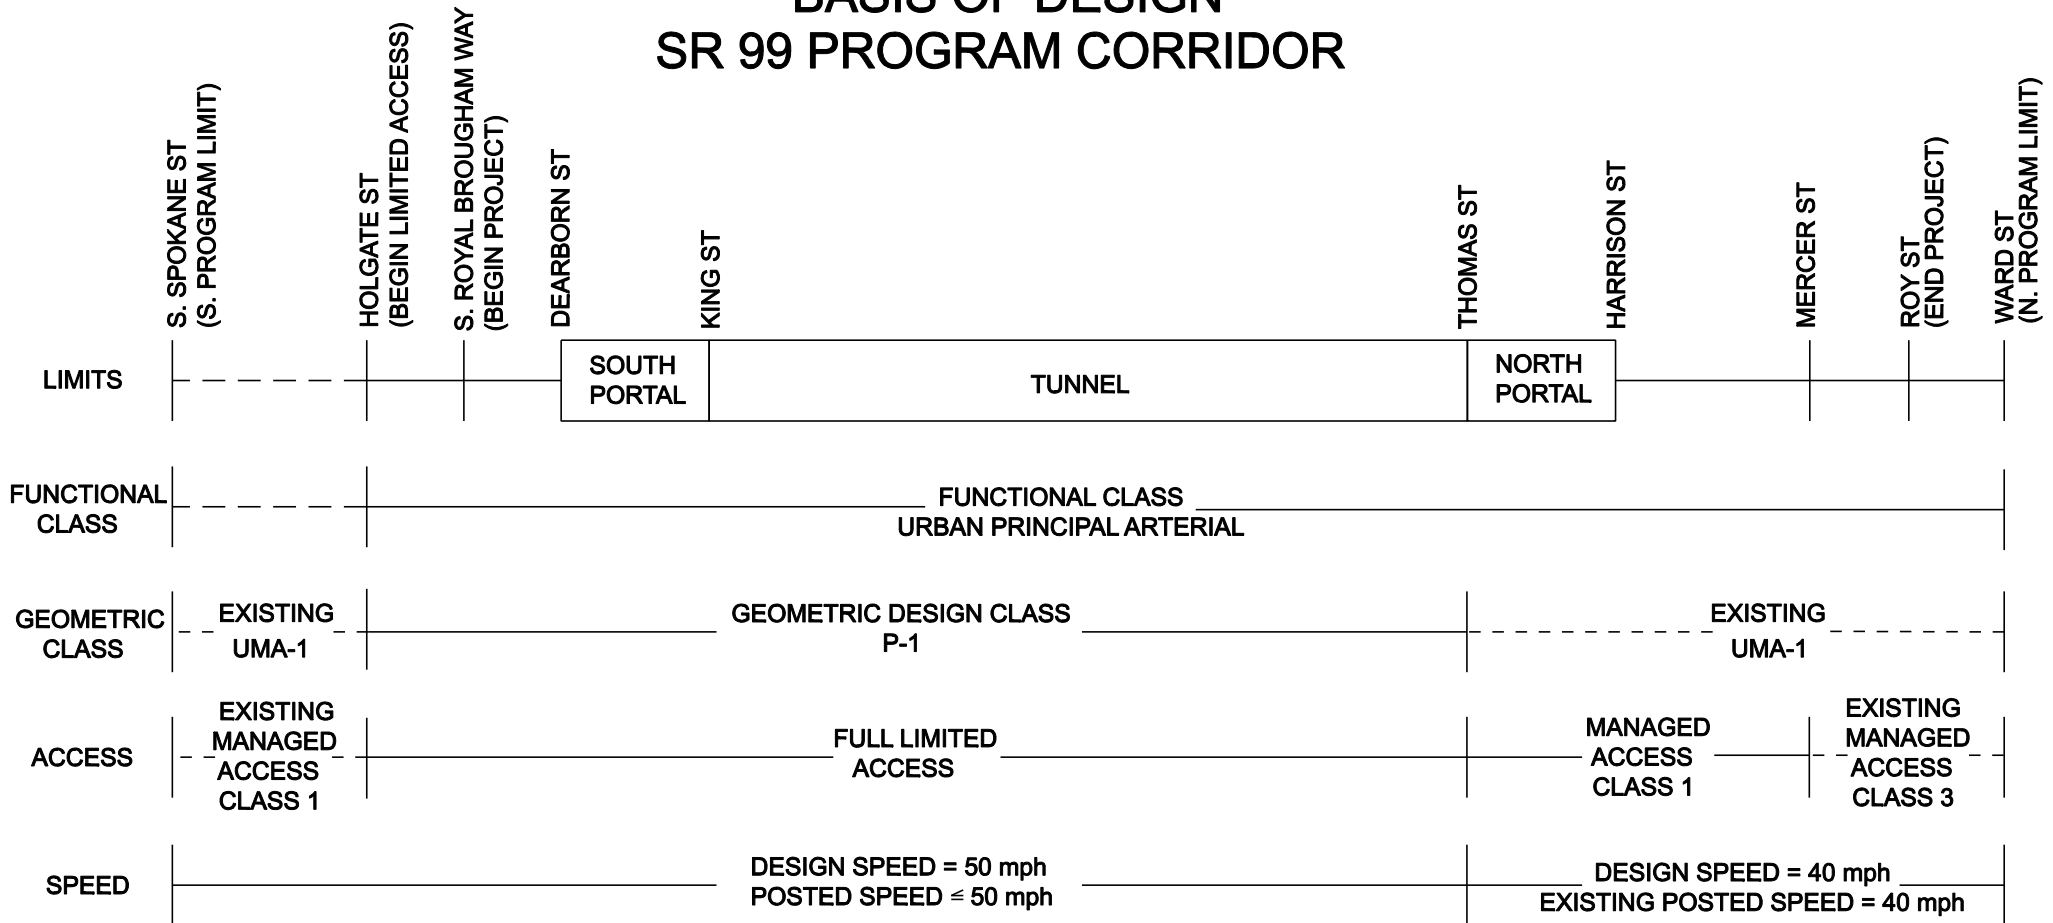 BASIS OF DESIGN
SR 99 PROGRAM CORRIDOR
S. SPOKANE ST
(S. PROGRAM LIMIT)
HOLGATE ST
(BEGIN LIMITED ACCESS)
S. ROYAL BROUGHAM WAY
(BEGIN PROJECT)
DEARBORN ST
KING ST
THOMAS ST
HARRISON ST
MERCER ST
ROY ST
(END PROJECT)
WARD ST
(N. PROGRAM LIMIT)
LIMITS
SOUTH
PORTAL
TUNNEL
NORTH
PORTAL
FUNCTIONAL
CLASS
FUNCTIONAL CLASS
URBAN PRINCIPAL ARTERIAL
GEOMETRIC
CLASS
EXISTING
UMA-1
GEOMETRIC DESIGN CLASS
P-1
EXISTING
UMA-1
ACCESS
EXISTING
MANAGED
ACCESS
CLASS 1
FULL LIMITED
ACCESS
MANAGED
ACCESS
CLASS 1
EXISTING
MANAGED
ACCESS
CLASS 3
SPEED
DESIGN SPEED = 50 mph
POSTED SPEED ≤ 50 mph
DESIGN SPEED = 40 mph
EXISTING POSTED SPEED = 40 mph